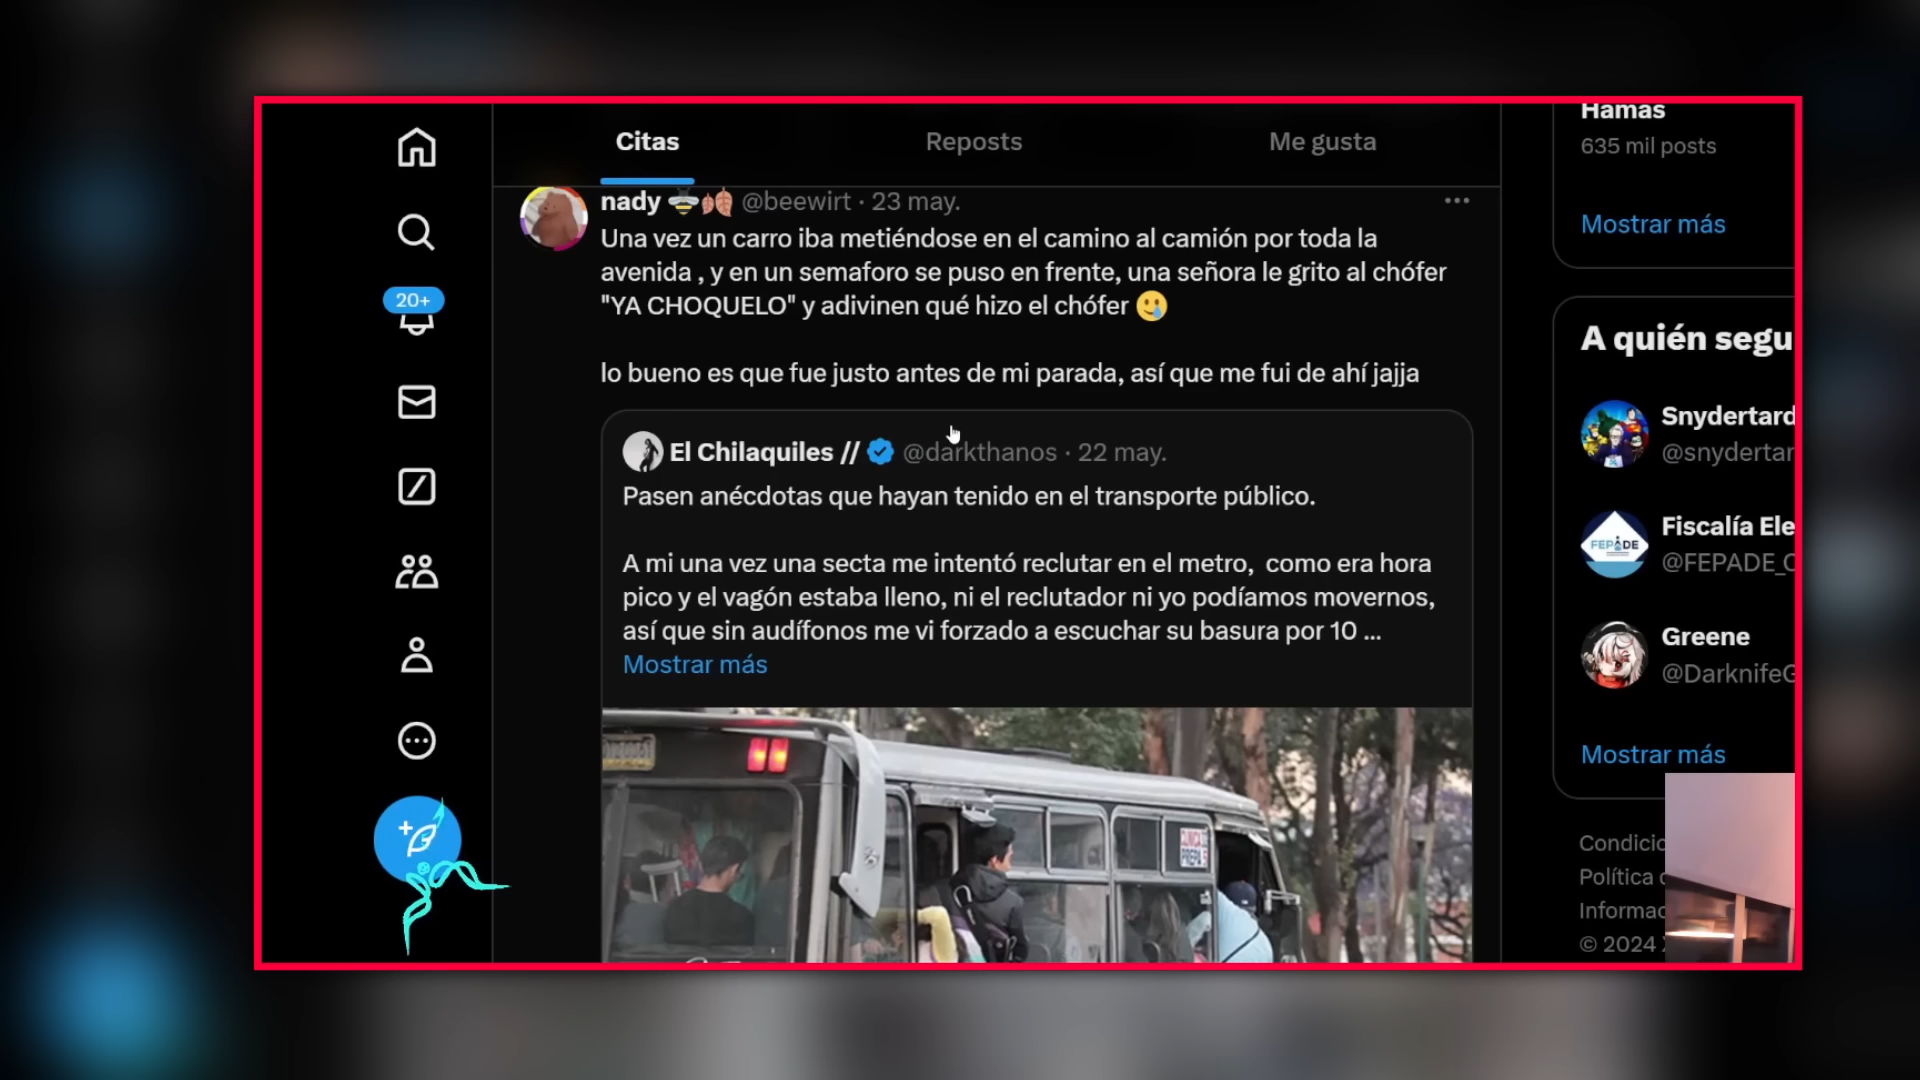 Citas
Reposts
Me gusta
nady 🐝🍂 @beewirt · 23 may.
Una vez un carro iba metiéndose en el camino al camión por toda la
avenida , y en un semaforo se puso en frente, una señora le grito al chófer
"YA CHOQUELO" y adivinen qué hizo el chófer 🥲
lo bueno es que fue justo antes de mi parada, así que me fui de ahí jajja
El Chilaquiles // @darkthanos · 22 may.
Pasen anécdotas que hayan tenido en el transporte público.
A mi una vez una secta me intentó reclutar en el metro,  como era hora
pico y el vagón estaba lleno, ni el reclutador ni yo podíamos movernos,
así que sin audífonos me vi forzado a escuchar su basura por 10 ...
Mostrar más
20+
Hamas
635 mil posts
Mostrar más
A quién segu
Snydertard
@snydertar
Fiscalía Ele
@FEPADE_C
FEPADE
Greene
@DarknifeG
Mostrar más
Condicio
Política
Informac
© 2024